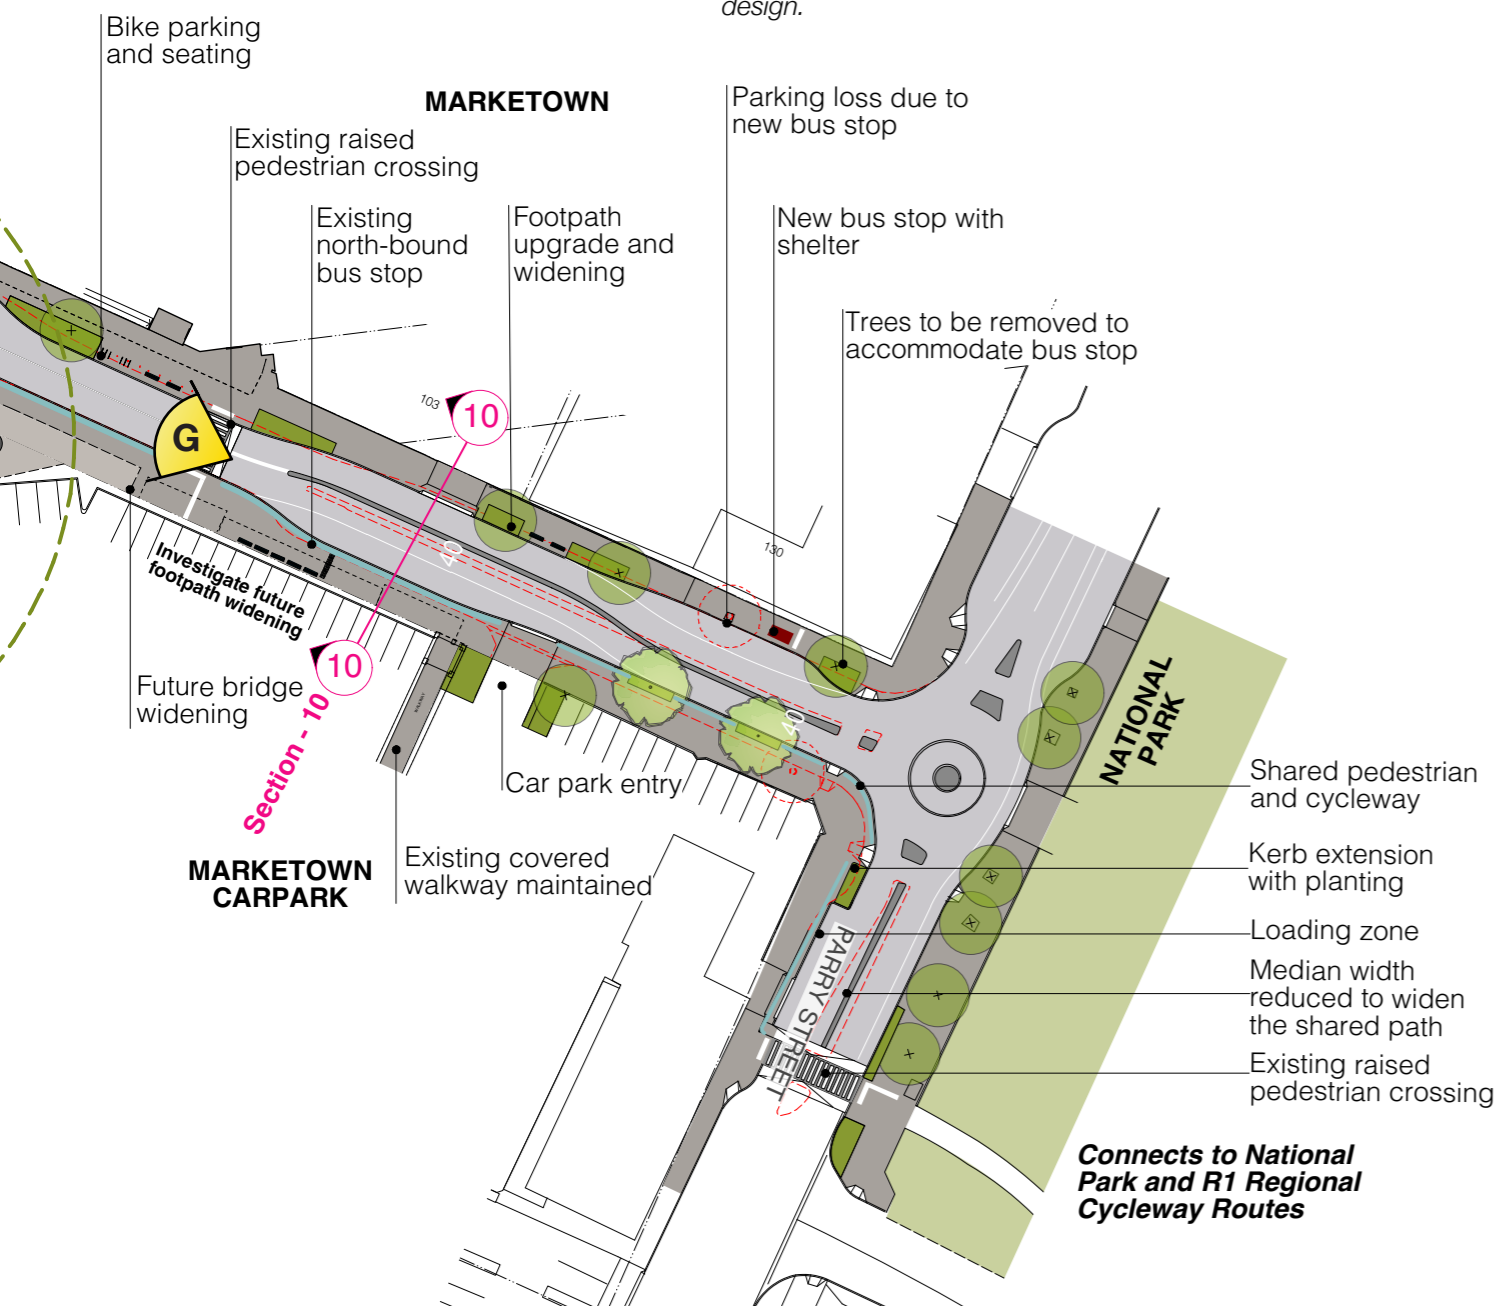 design.
Bike parking
and seating
MARKETOWN
Parking loss due to
new bus stop
Existing raised
pedestrian crossing
Existing
north-bound
bus stop
Footpath
upgrade and
widening
New bus stop with
shelter
Trees to be removed to
accommodate bus stop
103
10
G
40
130
Investigate future
footpath widening
10
Future bridge
widening
Section - 10
NATIONAL
PARK
40
Car park entry
Shared pedestrian
and cycleway
MARKETOWN
CARPARK
Existing covered
walkway maintained
Kerb extension
with planting
Loading zone
PARRY STREET
Median width
reduced to widen
the shared path
Existing raised
pedestrian crossing
Connects to National
Park and R1 Regional
Cycleway Routes